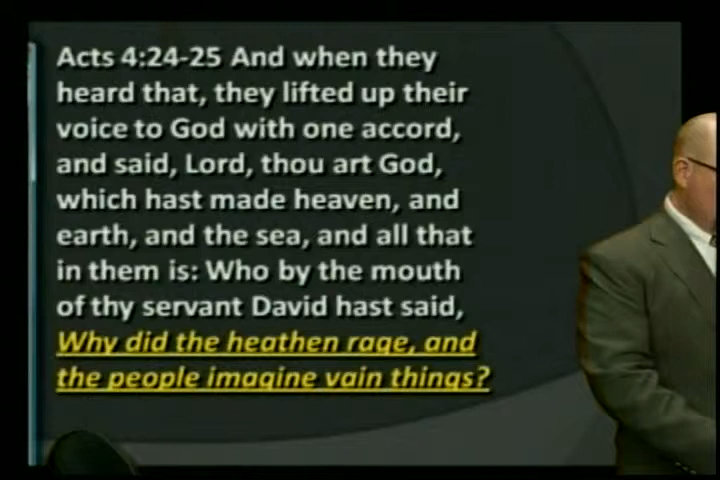 Acts 4:24-25 And when they
heard that, they lifted up their
voice to God with one accord,
and said, Lord, thou art God,
which hast made heaven, and
earth, and the sea, and all that
in them is: Who by the mouth
of thy servant David hast said,
Why did the heathen rage, and
the people imagine vain things?